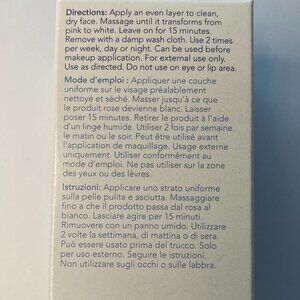 Directions: Apply an even layer to clean,
dry face. Massage until it transforms from
pink to white. Leave on for 15 minutes.
Remove with a damp wash cloth. Use 2 times
per week, day or night. Can be used before
makeup application. For external use only.
Use as directed. Do not use on eye or lip area.
Mode d'emploi : Appliquer une couche
uniforme sur le visage préalablement
nettoyé et séché. Masser jusqu'à ce que
le produit rose devienne blanc. Laisser
poser 15 minutes. Retirer le produit à l'aide
d'un linge humide. Utiliser 2 fois par semaine
le matin ou le soir. Peut être utilisé avant
l'application de maquillage. Usage externe
uniquement. Utiliser conformément au
mode d'emploi. Ne pas utiliser sur la zone
des yeux ou des lèvres.
Istruzioni: Applicare uno strato uniforme
sulla pelle pulita e asciutta. Massaggiare
fino a che il prodotto passa dal rosa al
bianco. Lasciare agire per 15 minuti.
Rimuovere con un panno umido. Utilizzare
2 volte la settimana, di mattina o di sera.
Può essere usato prima del trucco. Solo
per uso esterno. Seguire le istruzioni.
Non utilizzare sugli occhi o sulle labbra.